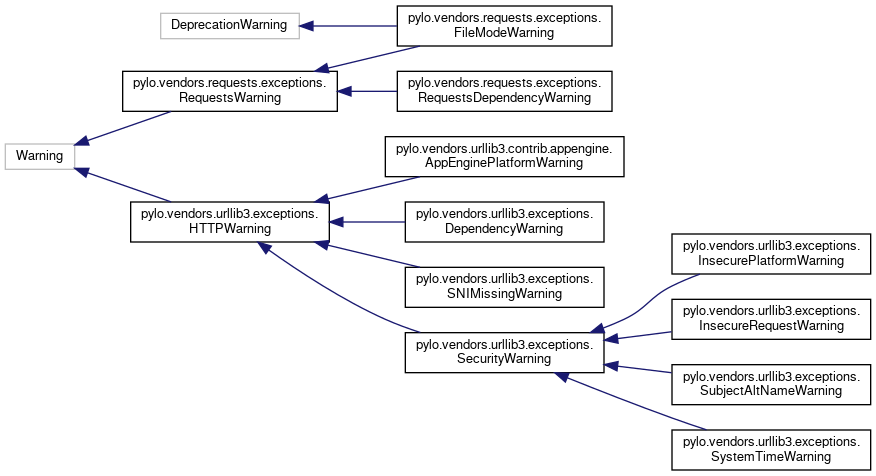 DeprecationWarning
pylo.vendors.requests.exceptions.
FileModeWarning
pylo.vendors.requests.exceptions.
RequestsWarning
pylo.vendors.requests.exceptions.
RequestsDependencyWarning
Warning
pylo.vendors.urllib3.contrib.appengine.
AppEnginePlatformWarning
pylo.vendors.urllib3.exceptions.
HTTPWarning
pylo.vendors.urllib3.exceptions.
DependencyWarning
pylo.vendors.urllib3.exceptions.
SNIMissingWarning
pylo.vendors.urllib3.exceptions.
SecurityWarning
pylo.vendors.urllib3.exceptions.
InsecurePlatformWarning
pylo.vendors.urllib3.exceptions.
InsecureRequestWarning
pylo.vendors.urllib3.exceptions.
SubjectAltNameWarning
pylo.vendors.urllib3.exceptions.
SystemTimeWarning